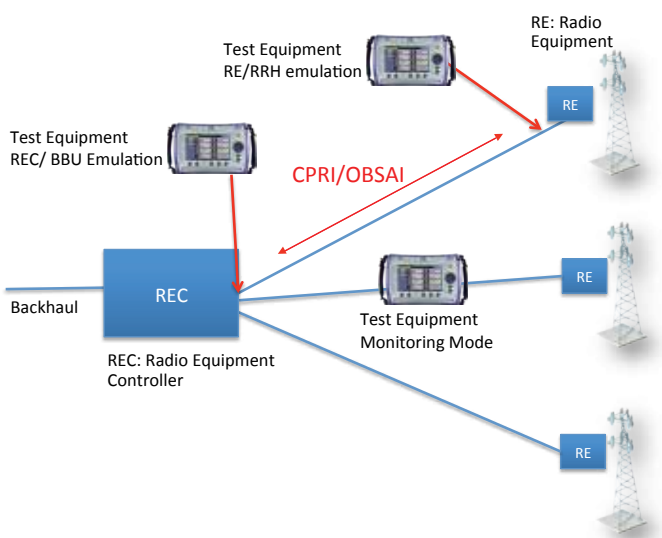 Test Equipment
RE/RRH emulation
RE: Radio
Equipment
RE
Test Equipment
REC/ BBU Emulation
CPRI/OBSAI
REC
RE
Backhaul
Test Equipment
Monitoring Mode
REC: Radio Equipment
Controller
RE